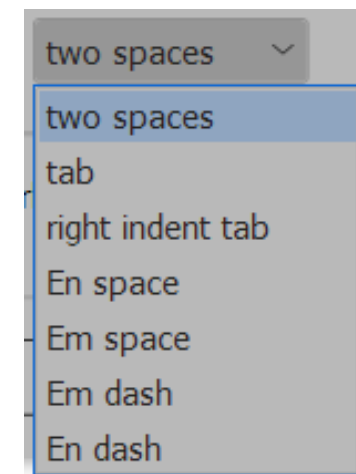 two spaces
two spaces
tab
right indent tab
En space
Em space
Em dash
En dash